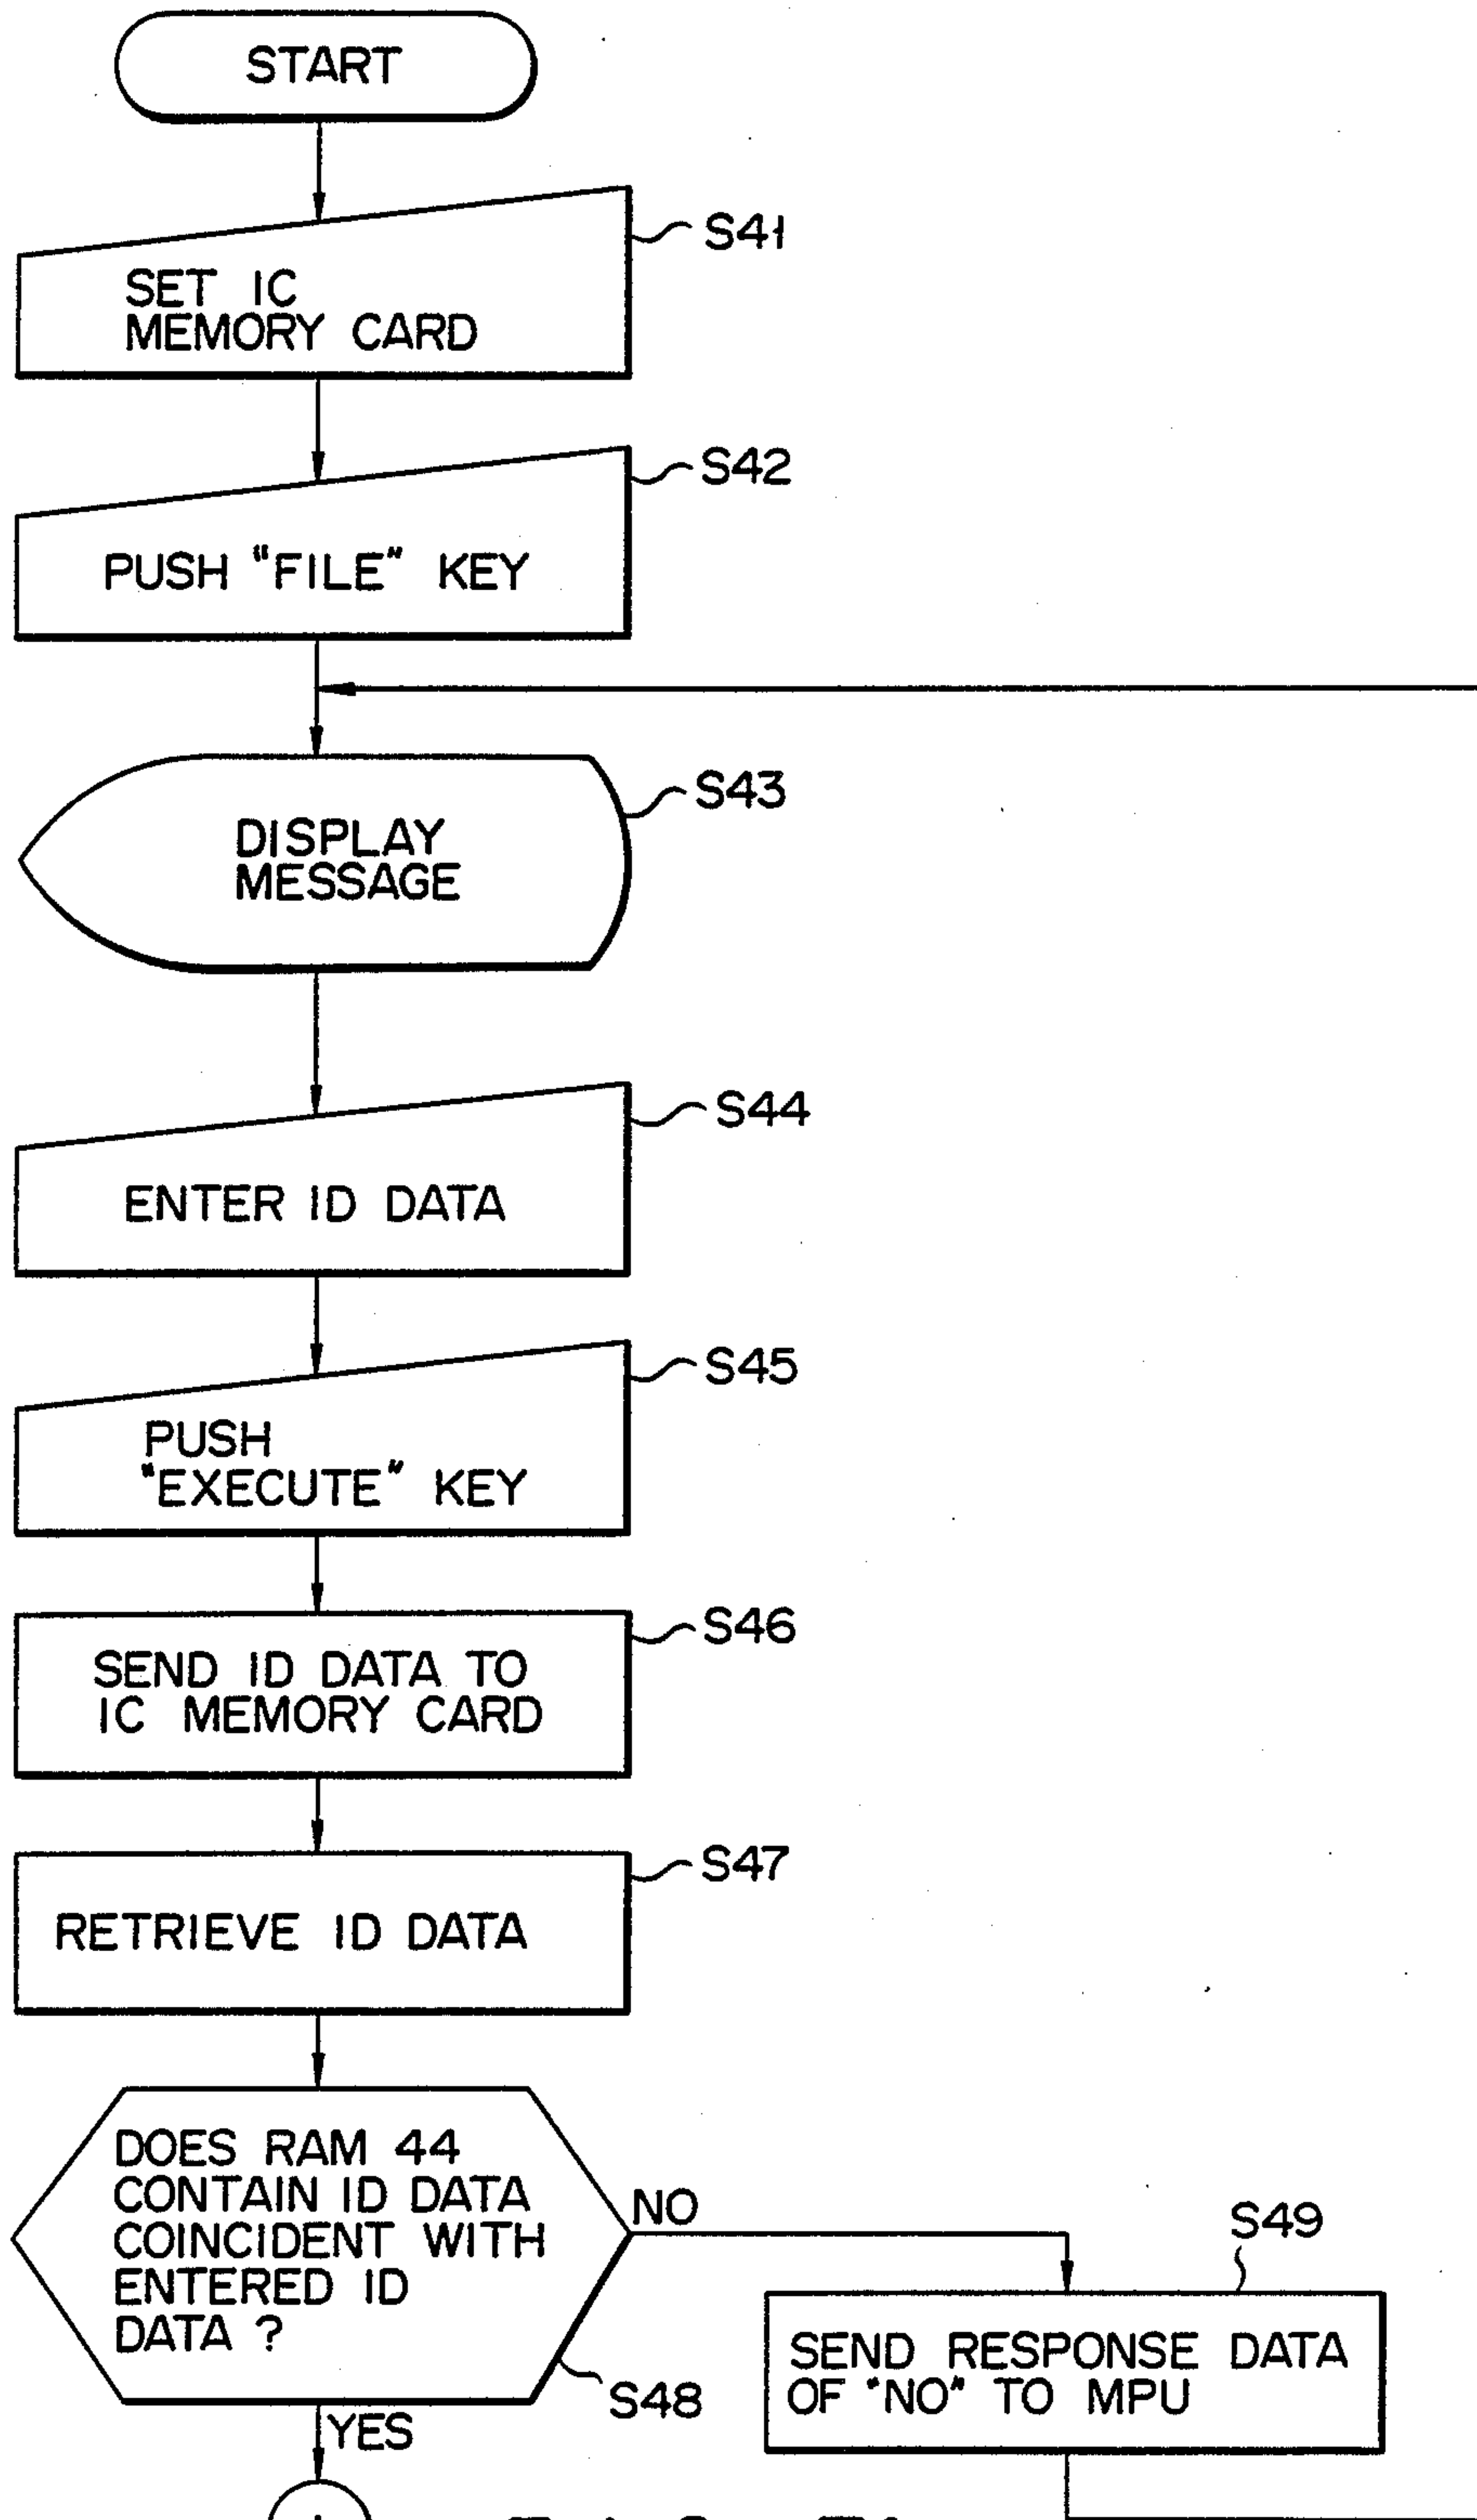 START
S41
SET IC
MEMORY CARD
S42
PUSH "FILE" KEY
S43
DISPLAY
MESSAGE
S44
ENTER ID DATA
S45
PUSH
"EXECUTE" KEY
S46
SEND ID DATA TO
IC MEMORY CARD
S47
RETRIEVE ID DATA
DOES RAM 44
CONTAIN ID DATA
COINCIDENT WITH
ENTERED ID
DATA ?
NO
S48
YES
S49
SEND RESPONSE DATA
OF "NO" TO MPU